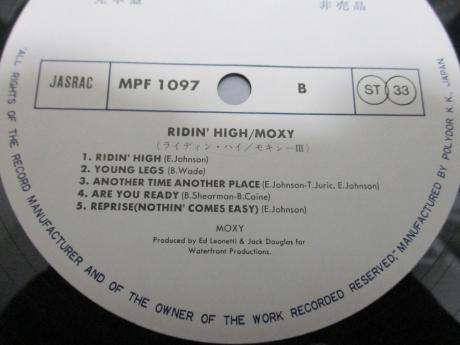 非売品
JASRAC
MPF 1097
B
ST 33
RIDIN' HIGH/MOXY
(ライディン・ハイ/モキシーIII)
1. RIDIN' HIGH (E.Johnson)
2. YOUNG LEGS (B.Wade)
3. ANOTHER TIME ANOTHER PLACE (E.Johnson-T.Juric, E.Johnson)
4. ARE YOU READY (B.Shearman-B.Caine)
5. REPRISE(NOTHIN' COMES EASY) (E.Johnson)
MOXY
Produced by Ed Leonetti & Jack Douglas for
Waterfront Productions.
"ALL RIGHTS OF THE RECORD MANUFACTURER AND OF THE OWNER OF THE WORK RECORDED RESERVED," MANUFACTURED BY POLYDOR K. K., JAPAN.